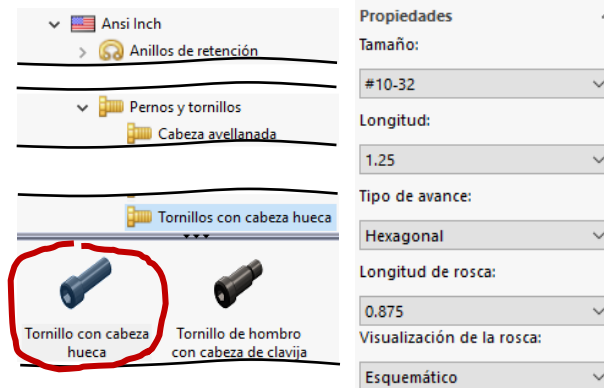 Ansi Inch
Anillos de retención
Pernos y tornillos
Cabeza avellanada
Tornillos con cabeza hueca
Tornillo con cabeza
hueca
Tornillo de hombro
con cabeza de clavija
Propiedades
Tamaño:
#10-32
Longitud:
1.25
Tipo de avance:
Hexagonal
Longitud de rosca:
0.875
Visualización de la rosca:
Esquemático